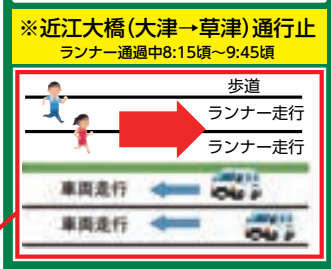 ※近江大橋(大津→草津)通行止
ランナー通過中8:15頃～9:45頃
歩道
ランナー走行
ランナー走行
車両走行
車両走行